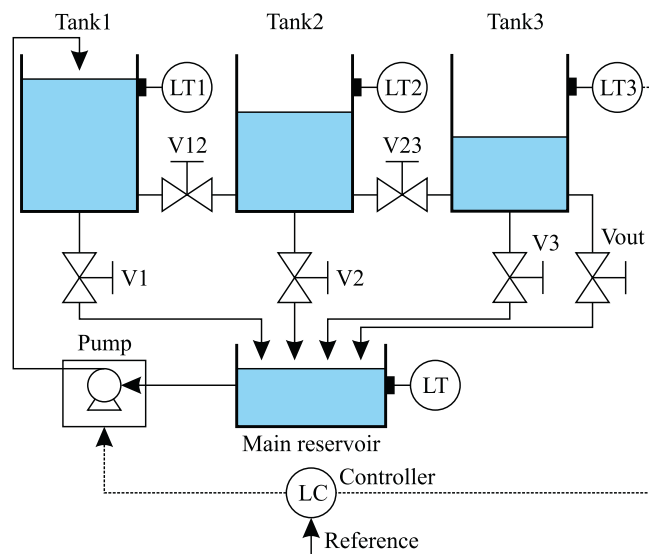 Tank1
Tank2
Tank3
LT1
LT2
LT3
V12
V23
V1
V2
V3
Vout
Pump
LT
Main reservoir
Controller
LC
Reference